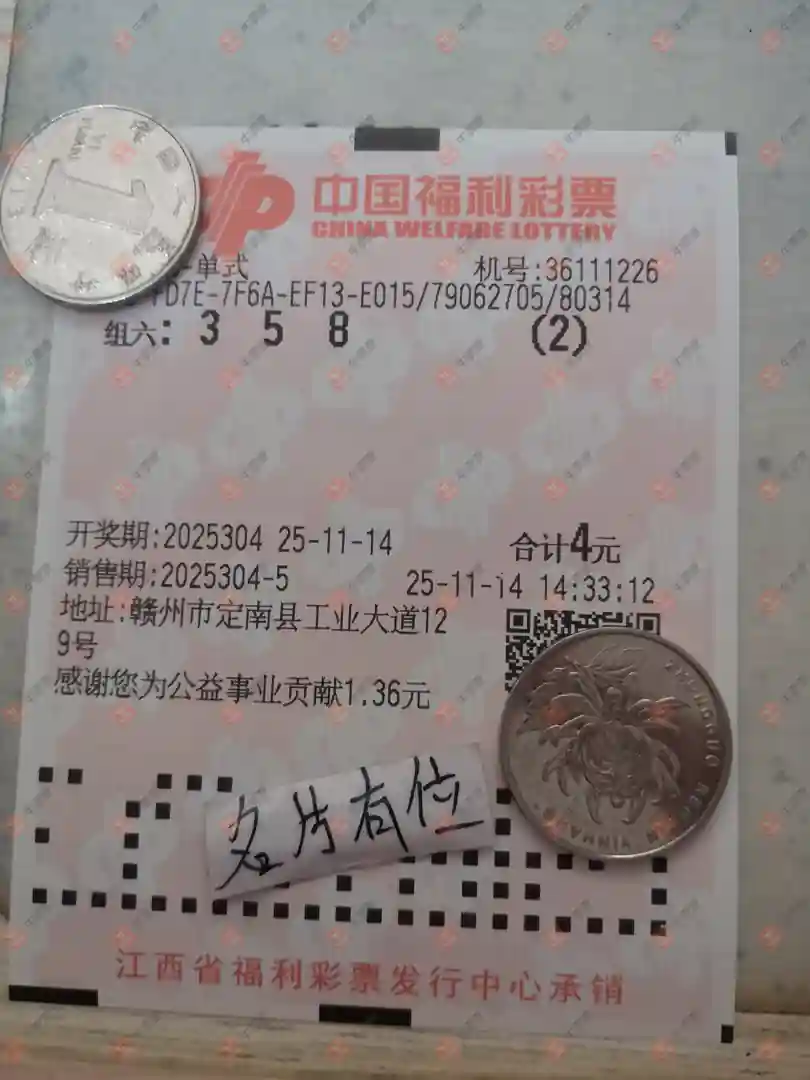 中国福利彩票
CHINA WELFARE LOTTERY
-单式 机号:36111226
FD7E-7F6A-EF13-E015/79062705/80314
组六: 3 5 8 (2)
开奖期:2025304 25-11-14 合计4元
销售期:2025304-5 25-11-14 14:33:12
地址:赣州市定南县工业大道12
9号
感谢您为公益事业贡献1.36元
名片有位
江西省福利彩票发行中心承销
1
YI
YUAN